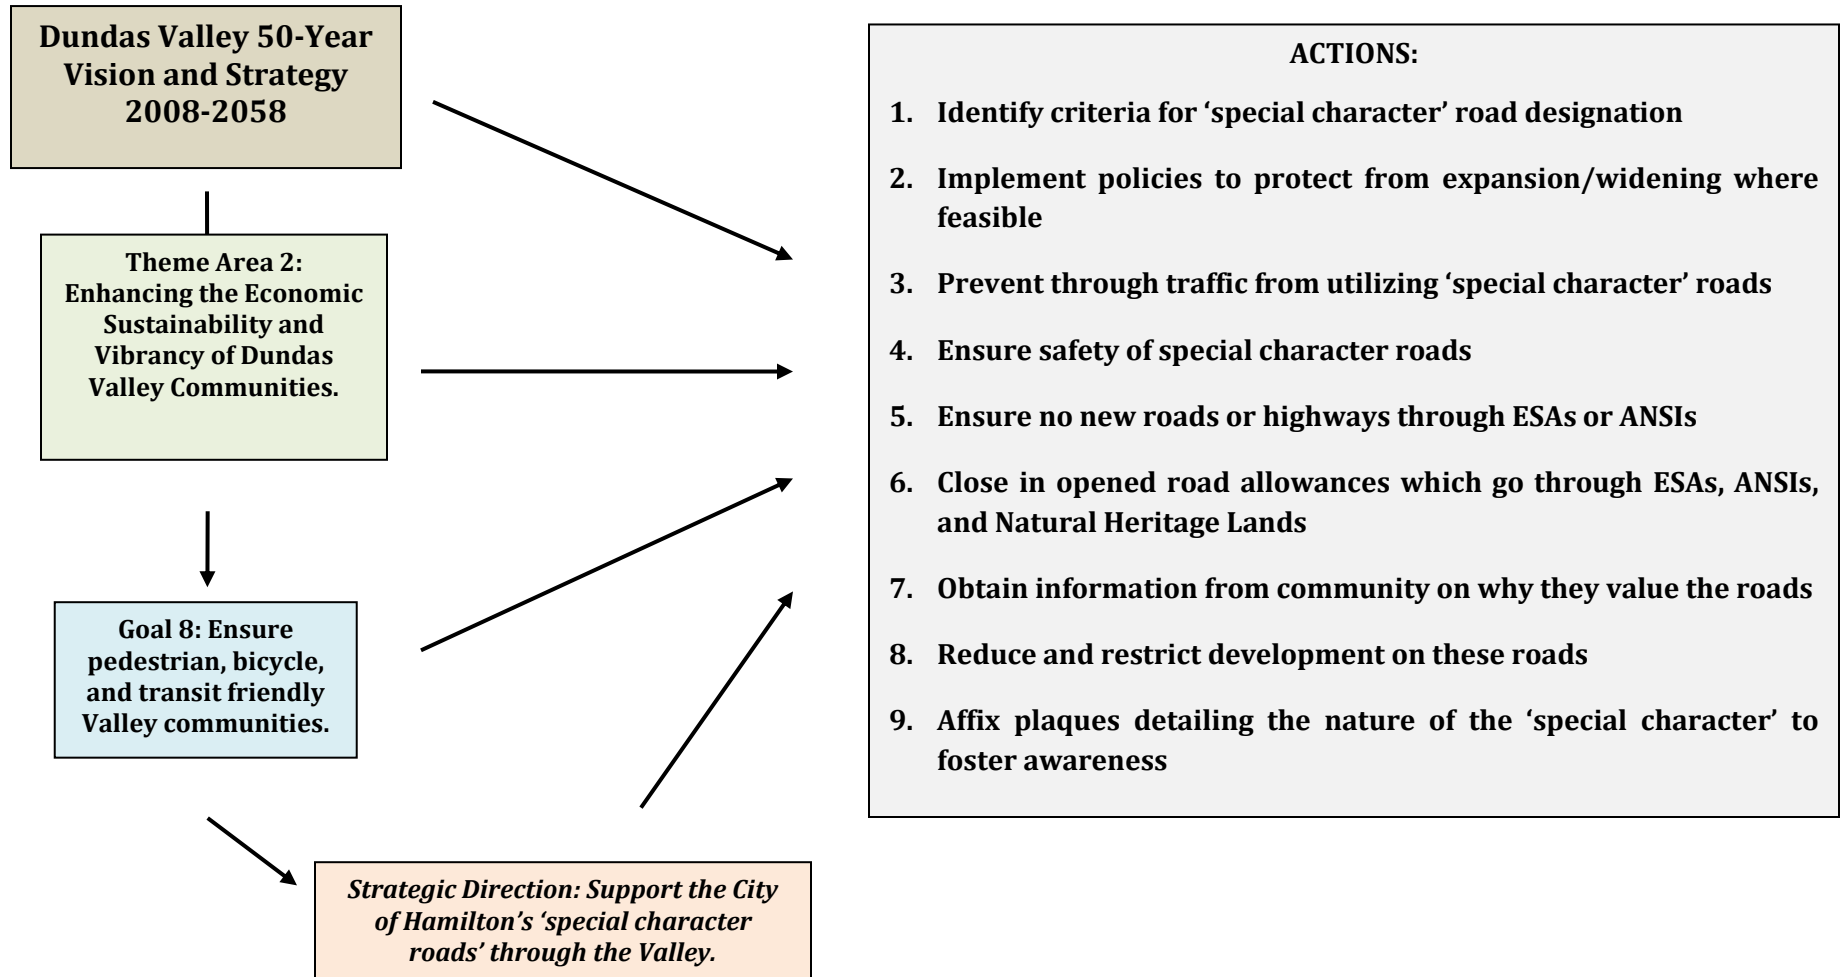 Dundas Valley 50-Year
Vision and Strategy
2008-2058
Theme Area 2:
Enhancing the Economic
Sustainability and
Vibrancy of Dundas
Valley Communities.
Goal 8: Ensure
pedestrian, bicycle,
and transit friendly
Valley communities.
Strategic Direction: Support the City
of Hamilton’s ‘special character
roads’ through the Valley.
ACTIONS:
1. Identify criteria for ‘special character’ road designation
2. Implement policies to protect from expansion/widening where
feasible
3. Prevent through traffic from utilizing ‘special character’ roads
4. Ensure safety of special character roads
5. Ensure no new roads or highways through ESAs or ANSIs
6. Close in opened road allowances which go through ESAs, ANSIs,
and Natural Heritage Lands
7. Obtain information from community on why they value the roads
8. Reduce and restrict development on these roads
9. Affix plaques detailing the nature of the ‘special character’ to
foster awareness